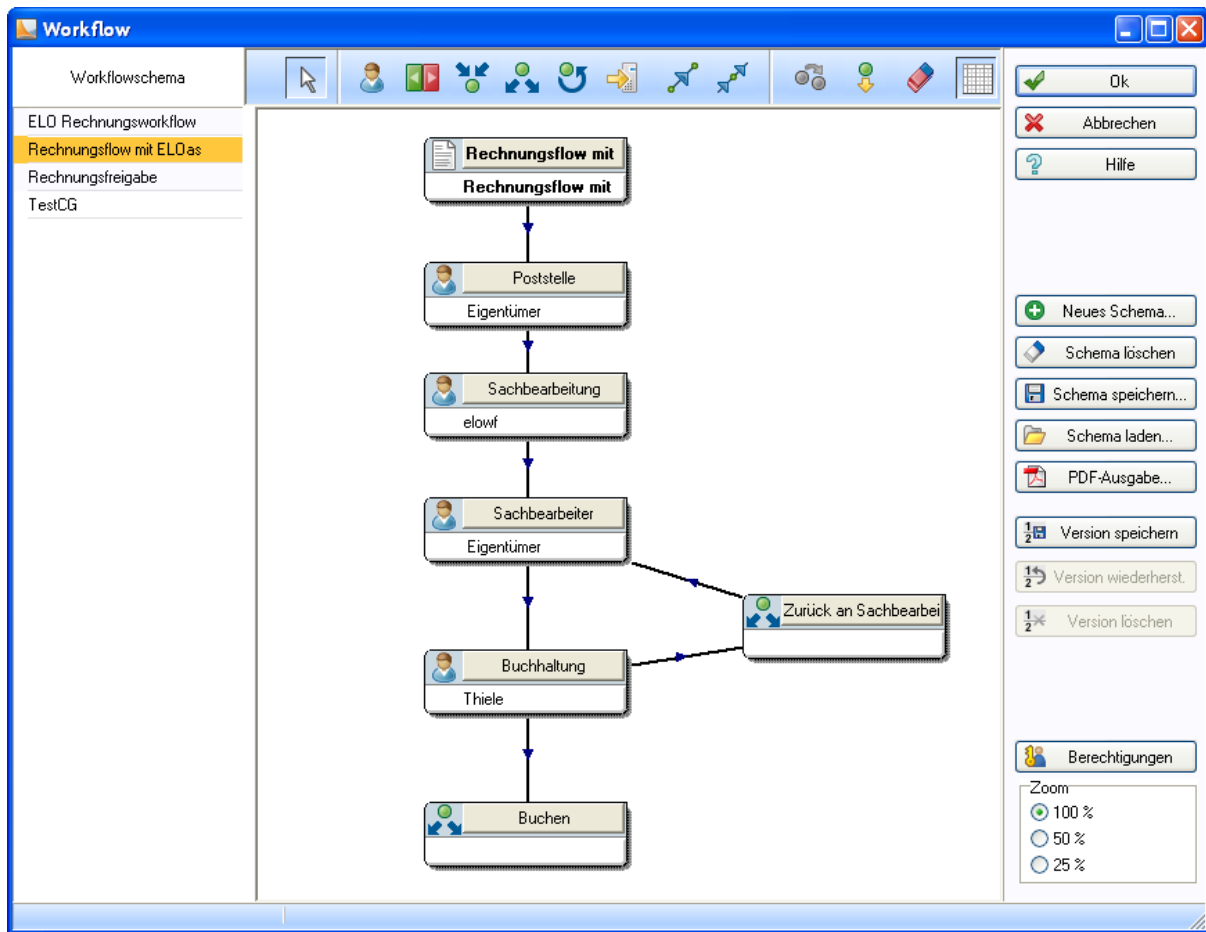 Workflow
Workflowschema
ELO Rechnungsworkflow
Rechnungsflow mit ELOas
Rechnungsfreigabe
TestCG
Rechnungsflow mit
Rechnungsflow mit
Poststelle
Eigentümer
Sachbearbeitung
elowf
Sachbearbeiter
Eigentümer
Zurück an Sachbearbei
Buchhaltung
Thiele
Buchen
Ok
Abbrechen
Hilfe
Neues Schema...
Schema löschen
Schema speichern...
Schema laden...
PDF-Ausgabe...
Version speichern
Version wiederherst.
Version löschen
Berechtigungen
Zoom
100 %
50 %
25 %